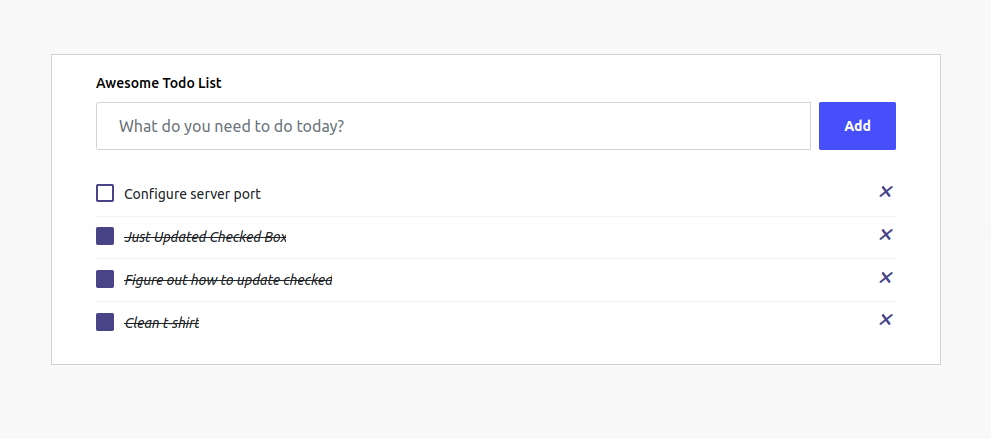 Awesome Todo List
What do you need to do today?
Add
Configure server port
Just Updated Checked Box
Figure out how to update checked
Clean t-shirt